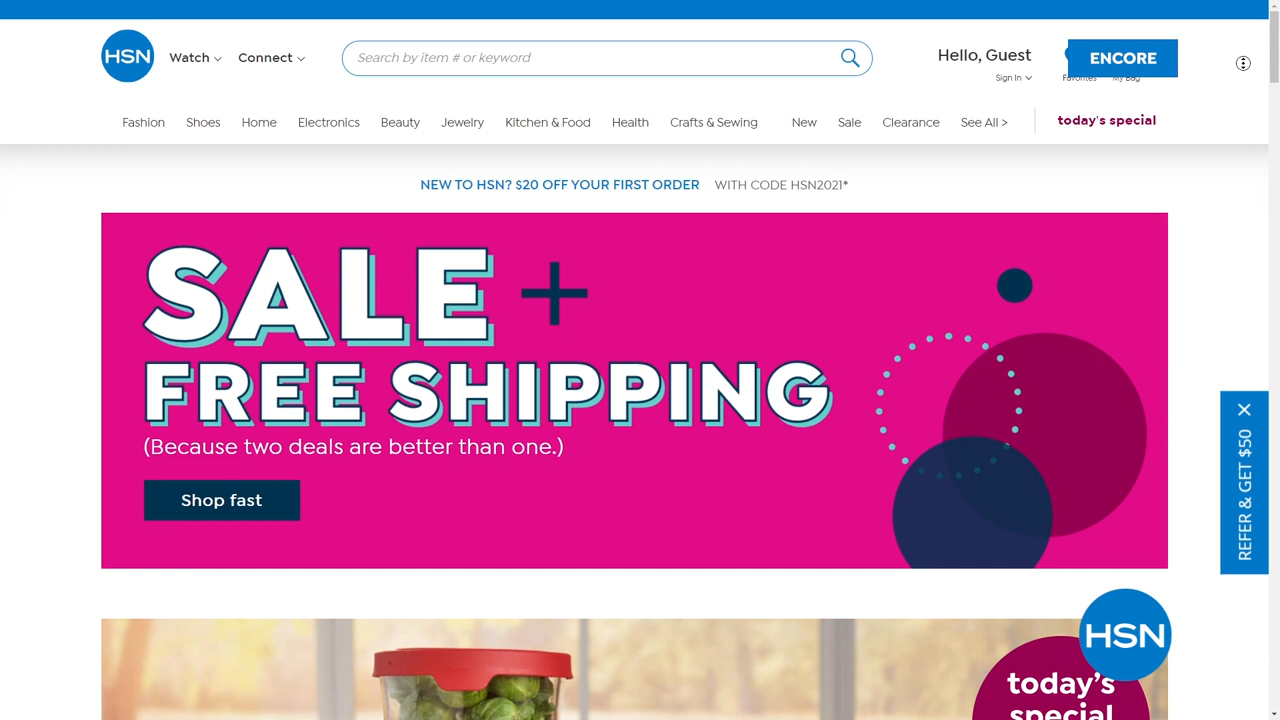 HSN
Watch
Connect
Search by item # or keyword
Hello, Guest
Sign In
Favorites
My Bag
ENCORE
Fashion
Shoes
Home
Electronics
Beauty
Jewelry
Kitchen & Food
Health
Crafts & Sewing
New
Sale
Clearance
See All >
today's special
NEW TO HSN? $20 OFF YOUR FIRST ORDER WITH CODE HSN2021*
SALE +
FREE SHIPPING
(Because two deals are better than one.)
Shop fast
REFER & GET $50
HSN
today's
special